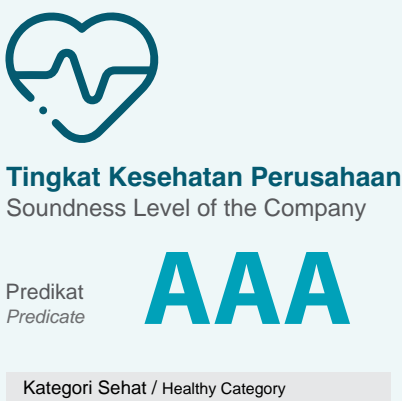 Tingkat Kesehatan Perusahaan
Soundness Level of the Company
Predikat
Predicate
AAA
Kategori Sehat / Healthy Category